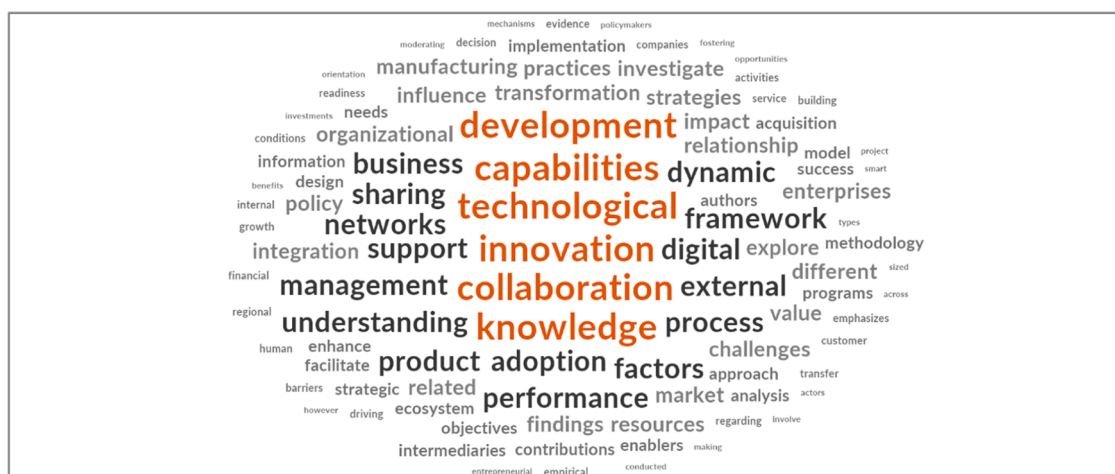 mechanisms evidence policymakers
moderating decision implementation companies fostering
orientation manufacturing practices investigate opportunities activities
readiness influence transformation strategies service building
investments needs development impact acquisition
conditions organizational relationship model project
information business capabilities dynamic success smart
benefits design sharing technological authors enterprises
internal policy networks framework types
growth integration support innovation digital explore methodology
financial management collaboration external different sized
programs across
regional understanding knowledge process value emphasizes
human enhance product adoption factors challenges customer
facilitate approach transfer
barriers strategic related performance market analysis actors
however driving ecosystem findings resources regarding involve
objectives
intermediaries contributions enablers making
entrepreneurial empirical conducted